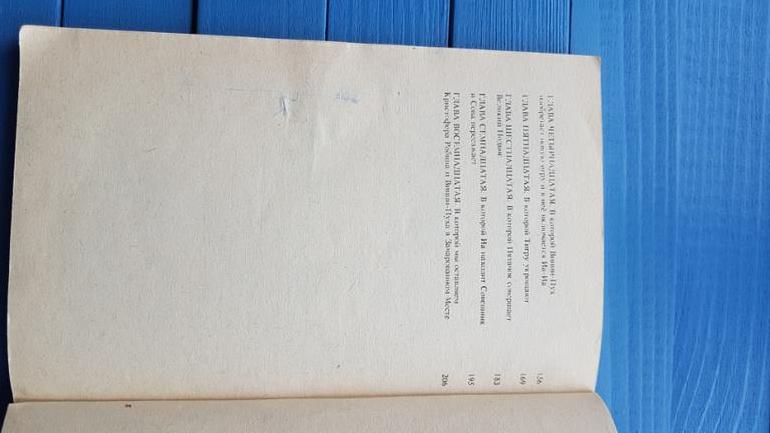 ГЛАВА ЧЕТЫРНАДЦАТАЯ. В которой Винни-Пух
изобретает новую игру и в неё включается Иа-Иа 156
ГЛАВА ПЯТНАДЦАТАЯ. В которой Тигру укрощают 169
ГЛАВА ШЕСТНАДЦАТАЯ. В которой Пятачок совершает
Великий Подвиг 183
ГЛАВА СЕМНАДЦАТАЯ. В которой Иа находит Совешник
и Сова переезжает 195
ГЛАВА ВОСЕМНАДЦАТАЯ. В которой мы оставляем
Кристофера Робина и Винни-Пуха в Зачарованном Месте 206